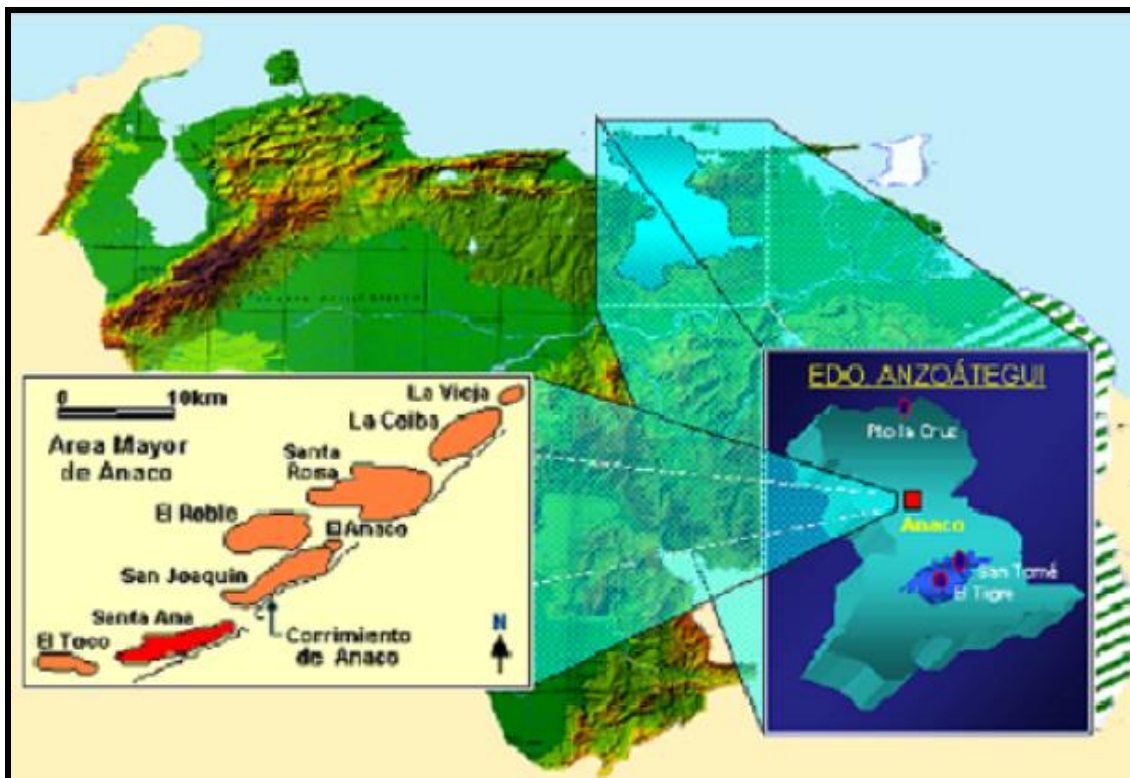 0 10km
Area Mayor
de Anaco
La Vieja
La Ceiba
Santa
Rosa
El Roble
El Anaco
San Joaquin
Santa Ana
El Toco
Corrimiento
de Anaco
N
EDO ANZOÁTEGUI
Pto la Cruz
Anaco
San Tomé
El Tigre